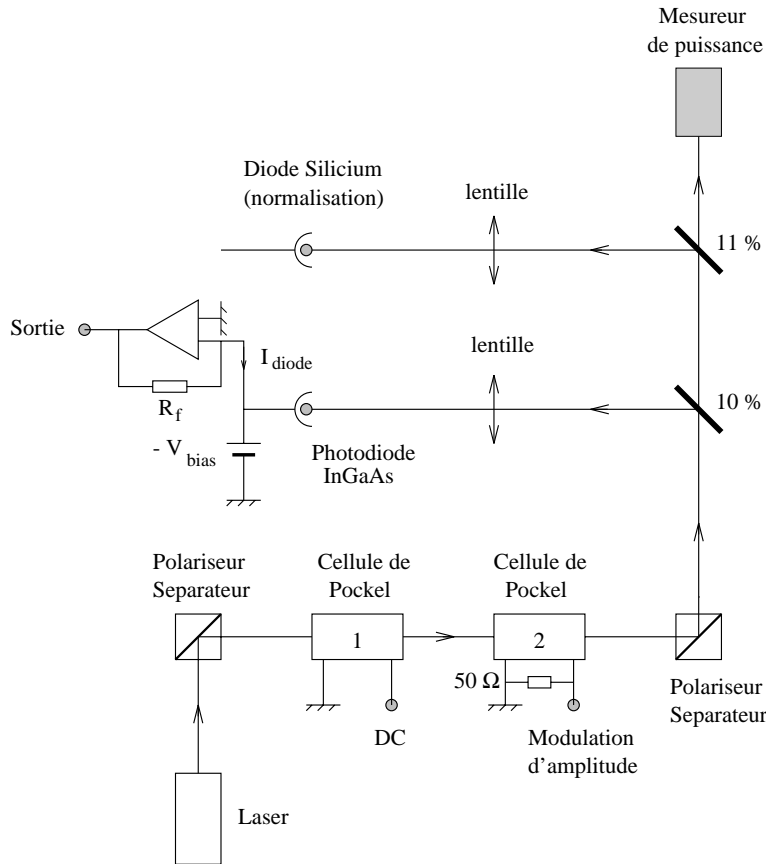 Mesureur
de puissance
Diode Silicium
(normalisation)
lentille
11 %
Sortie
I diode
lentille
R f
10 %
- V bias
Photodiode
InGaAs
Polariseur
Separateur
Cellule de
Pockel
Cellule de
Pockel
1
2
50 Ω
DC
Modulation
d'amplitude
Polariseur
Separateur
Laser